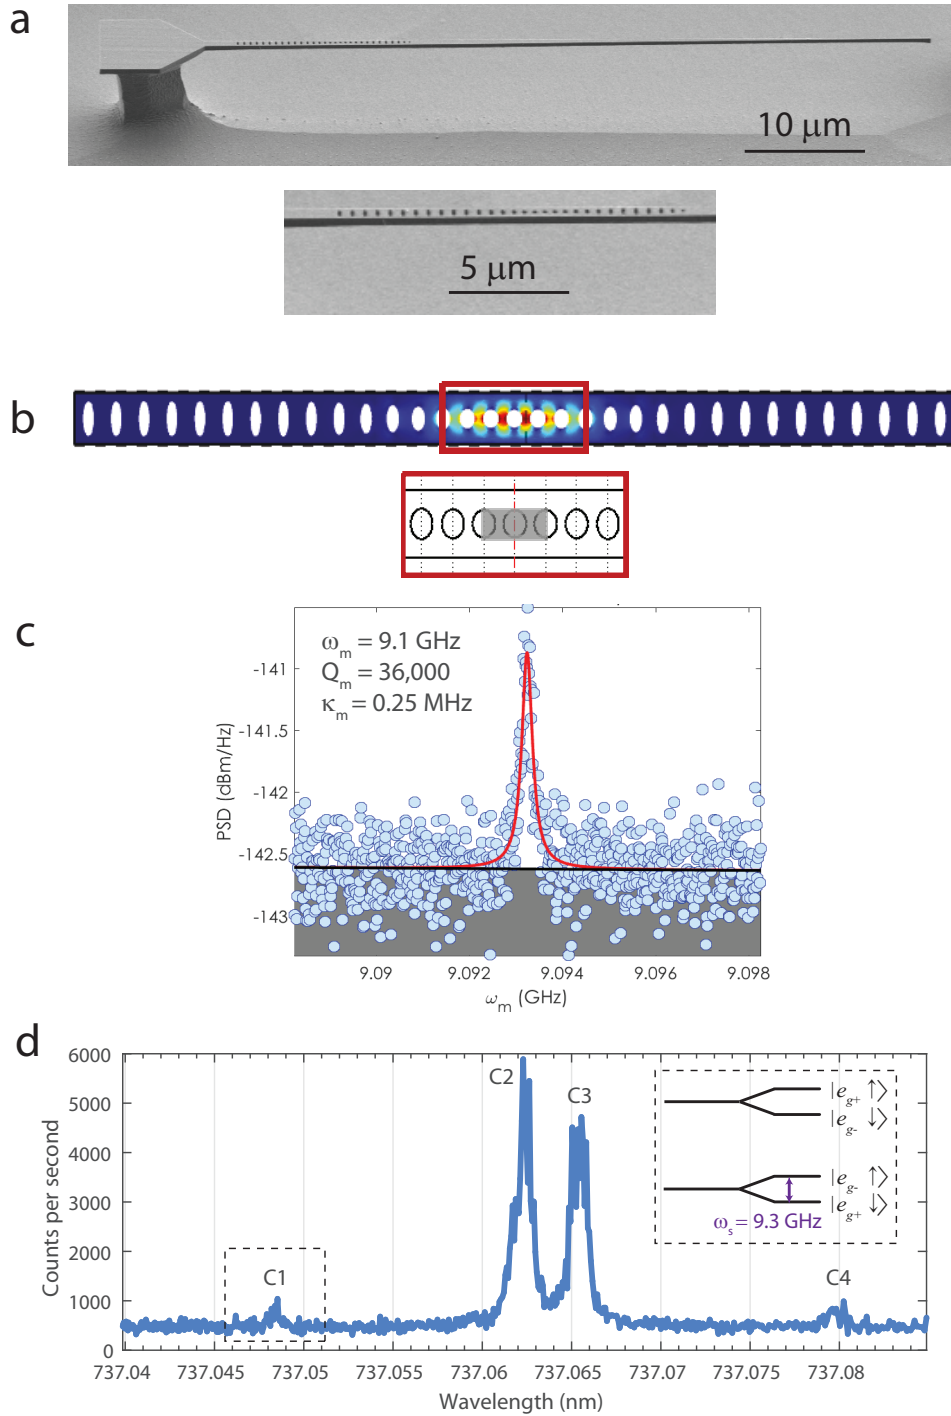 a
10 μm
5 μm
b
c
ωm = 9.1 GHz
Qm = 36,000
κm = 0.25 MHz
-141
-141.5
-142
-142.5
-143
PSD (dBm/Hz)
9.09 9.092 9.094 9.096 9.098
ωm (GHz)
d
6000
5000
4000
3000
2000
1000
0
Counts per second
C1
C2
C3
C4
|eg+ ↑⟩
|eg- ↓⟩
|eg- ↑⟩
|eg+ ↓⟩
ωs = 9.3 GHz
737.04 737.045 737.05 737.055 737.06 737.065 737.07 737.075 737.08
Wavelength (nm)